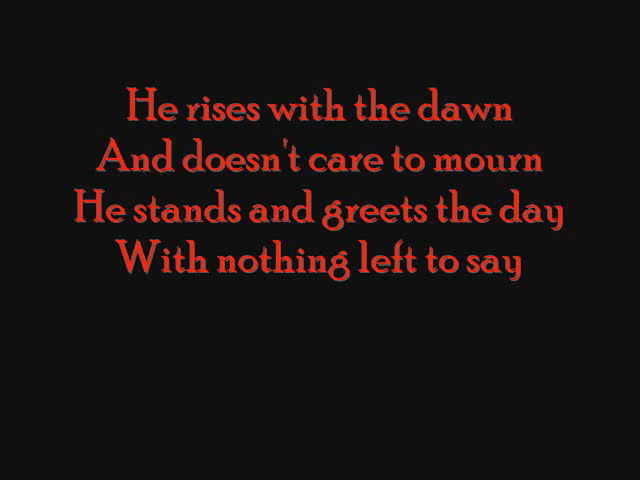 He rises with the dawn
And doesn't care to mourn
He stands and greets the day
With nothing left to say